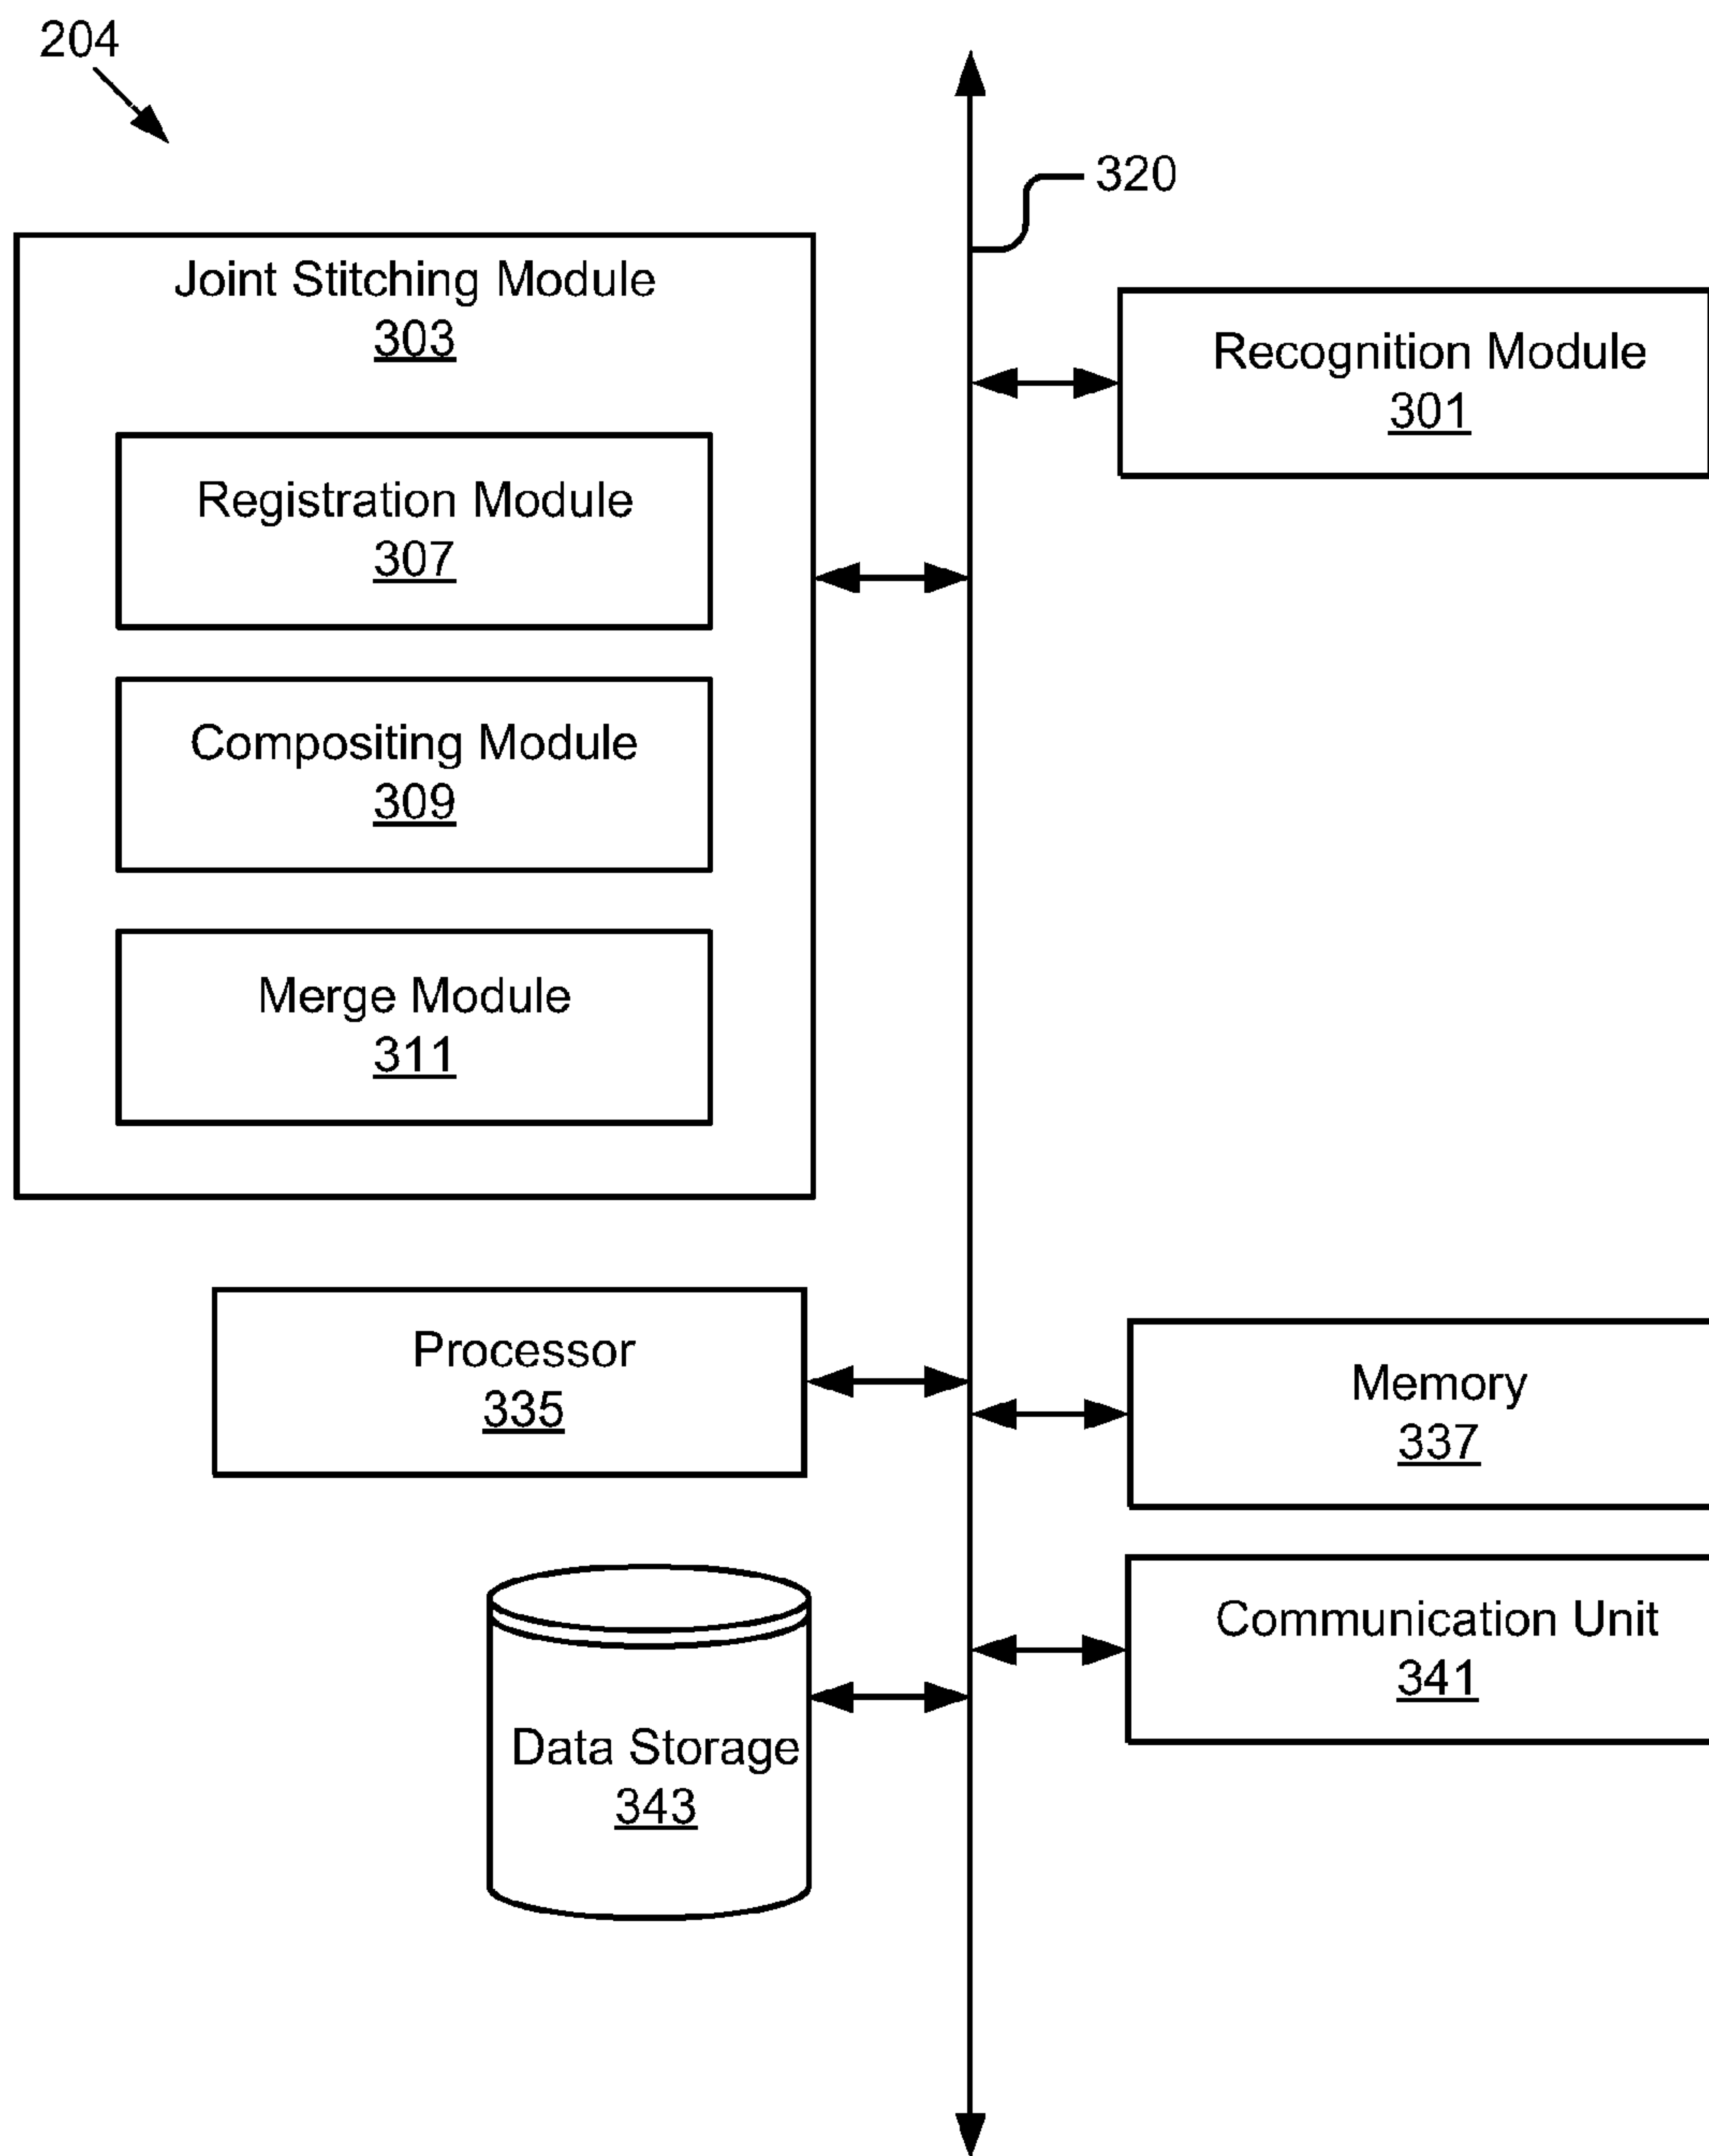 204
320
Joint Stitching Module
303
Recognition Module
301
Registration Module
307
Compositing Module
309
Merge Module
311
Processor
335
Memory
337
Communication Unit
341
Data Storage
343